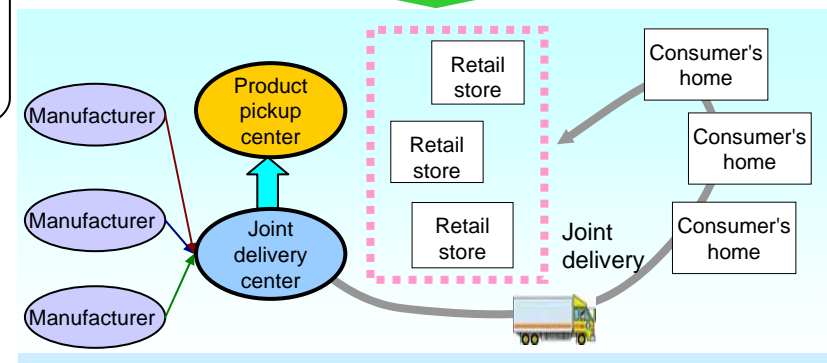 Manufacturer
Manufacturer
Manufacturer
Product
pickup
center
Joint
delivery
center
Retail
store
Retail
store
Retail
store
Joint
delivery
Consumer's
home
Consumer's
home
Consumer's
home